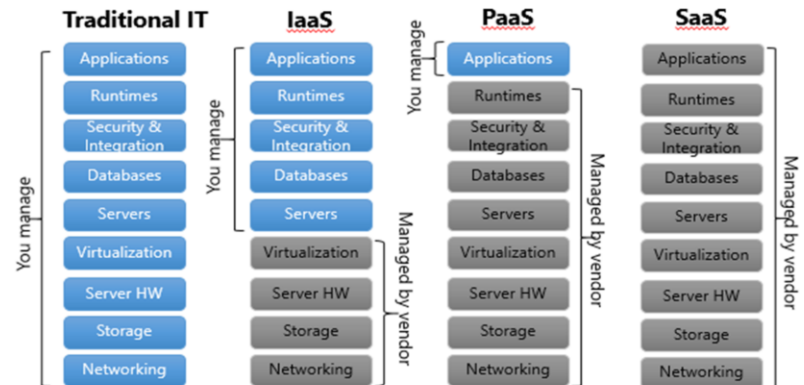 Traditional IT
You manage
Applications
Runtimes
Security &
Integration
Databases
Servers
Virtualization
Server HW
Storage
Networking
IaaS
You manage
Applications
Runtimes
Security &
Integration
Databases
Servers
Virtualization
Server HW
Storage
Networking
Managed by vendor
PaaS
You manage
Applications
Runtimes
Security &
Integration
Databases
Servers
Virtualization
Server HW
Storage
Networking
Managed by vendor
SaaS
Applications
Runtimes
Security &
Integration
Databases
Servers
Virtualization
Server HW
Storage
Networking
Managed by vendor